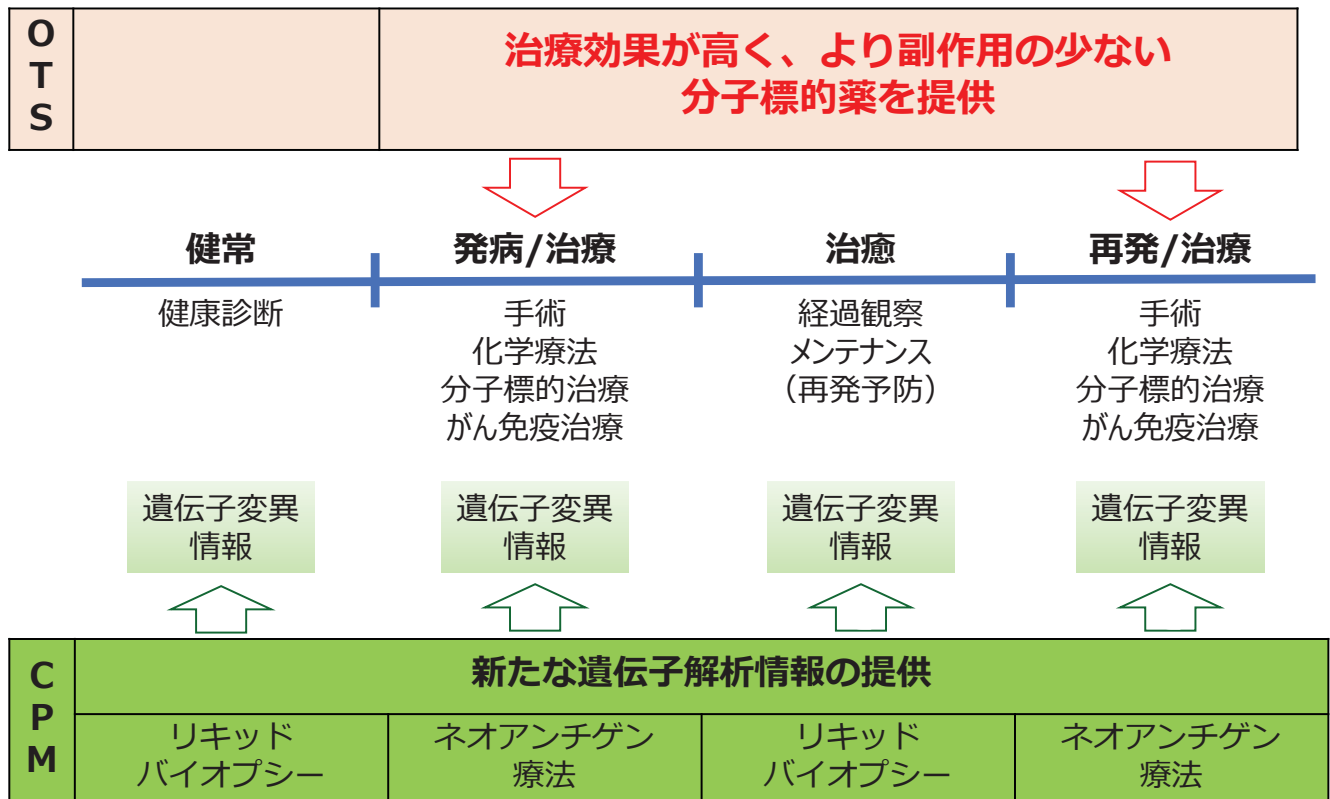 OTS
治療効果が高く、より副作用の少ない
分子標的薬を提供
健常
発病/治療
治癒
再発/治療
健康診断
手術
化学療法
分子標的治療
がん免疫治療
経過観察
メンテナンス
（再発予防）
手術
化学療法
分子標的治療
がん免疫治療
遺伝子変異
情報
遺伝子変異
情報
遺伝子変異
情報
遺伝子変異
情報
CPM
新たな遺伝子解析情報の提供
リキッド
バイオプシー
ネオアンチゲン
療法
リキッド
バイオプシー
ネオアンチゲン
療法